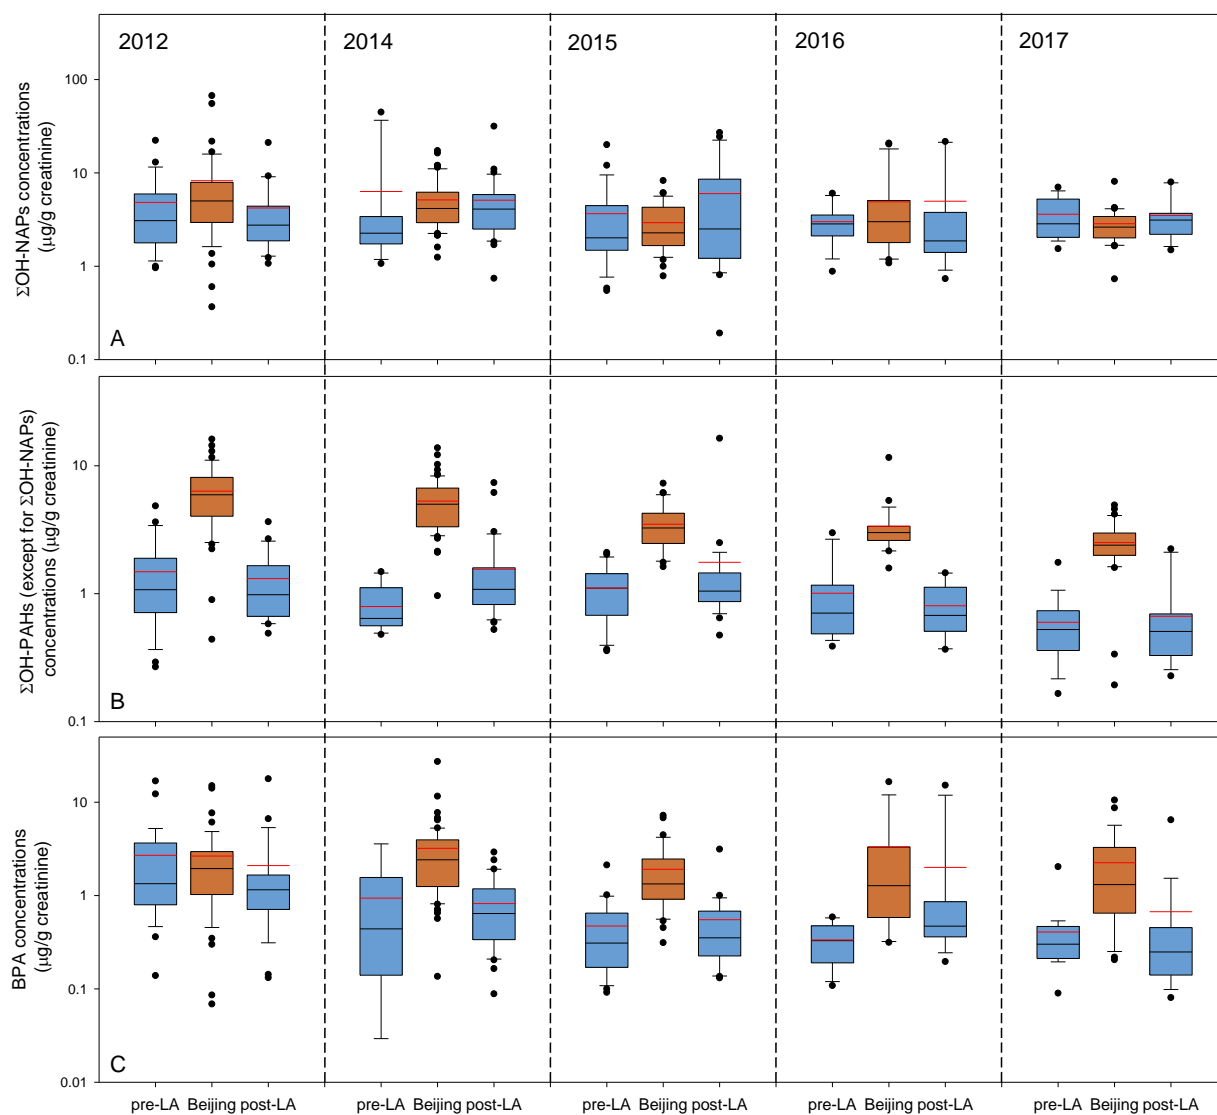 2012 2014 2015 2016 2017
ΣOH-NAPs concentrations
(µg/g creatinine)
100
10
1
0.1
A
ΣOH-PAHs (except for ΣOH-NAPs)
concentrations (µg/g creatinine)
10
1
0.1
B
BPA concentrations
(µg/g creatinine)
10
1
0.1
0.01
C
pre-LA Beijing post-LA pre-LA Beijing post-LA pre-LA Beijing post-LA pre-LA Beijing post-LA pre-LA Beijing post-LA